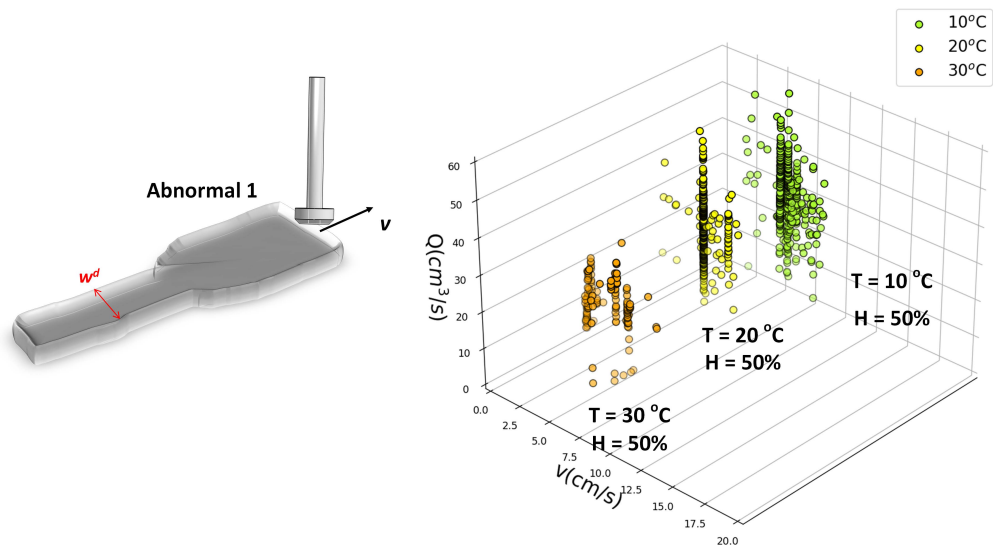 Abnormal 1
v
w^d
10°C
20°C
30°C
Q(cm³/s)
60
50
40
30
20
10
0
0.0
2.5
5.0
7.5
10.0
12.5
15.0
17.5
20.0
v(cm/s)
T = 10 °C
H = 50%
T = 20 °C
H = 50%
T = 30 °C
H = 50%